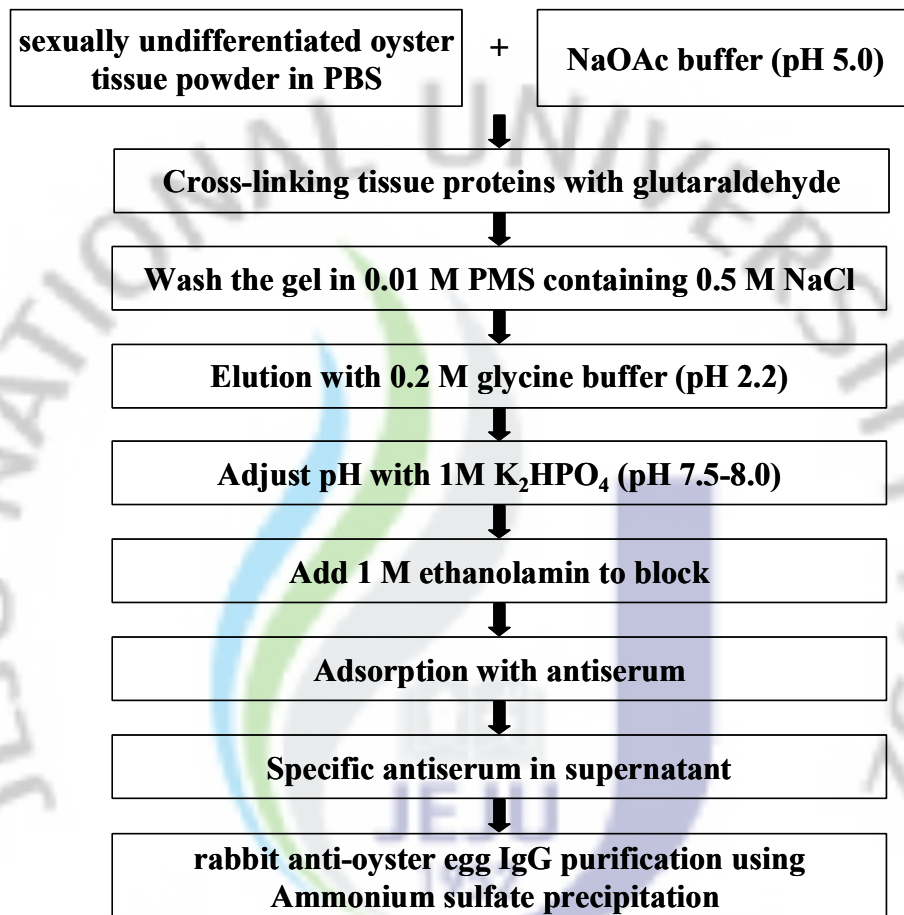 sexually undifferentiated oyster
tissue powder in PBS
+
NaOAc buffer (pH 5.0)
Cross-linking tissue proteins with glutaraldehyde
Wash the gel in 0.01 M PMS containing 0.5 M NaCl
Elution with 0.2 M glycine buffer (pH 2.2)
Adjust pH with 1M K₂HPO₄ (pH 7.5-8.0)
Add 1 M ethanolamin to block
Adsorption with antiserum
Specific antiserum in supernatant
JEJU
rabbit anti-oyster egg IgG purification using
Ammonium sulfate precipitation